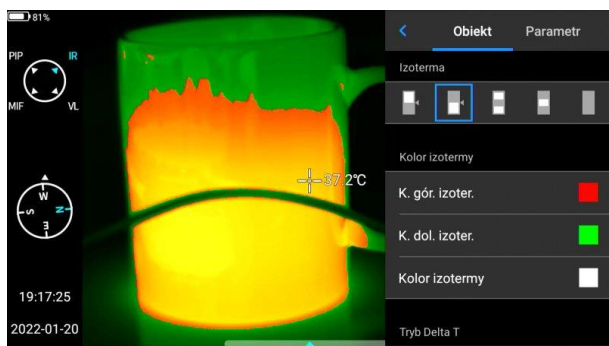 81%
PIP
IR
MIF
VL
W
S
N
E
19:17:25
2022-01-20
37.2°C
Obiekt
Parametr
Izoterma
Kolor izotermy
K. gór. izoter.
K. dol. izoter.
Kolor izotermy
Tryb Delta T